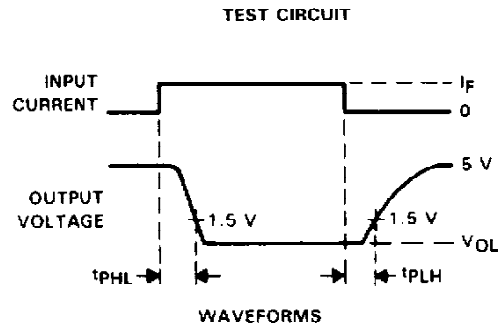 TEST CIRCUIT
INPUT
CURRENT
IF
0
5 V
OUTPUT
VOLTAGE
1.5 V
1.5 V
VOL
tPHL
tPLH
WAVEFORMS